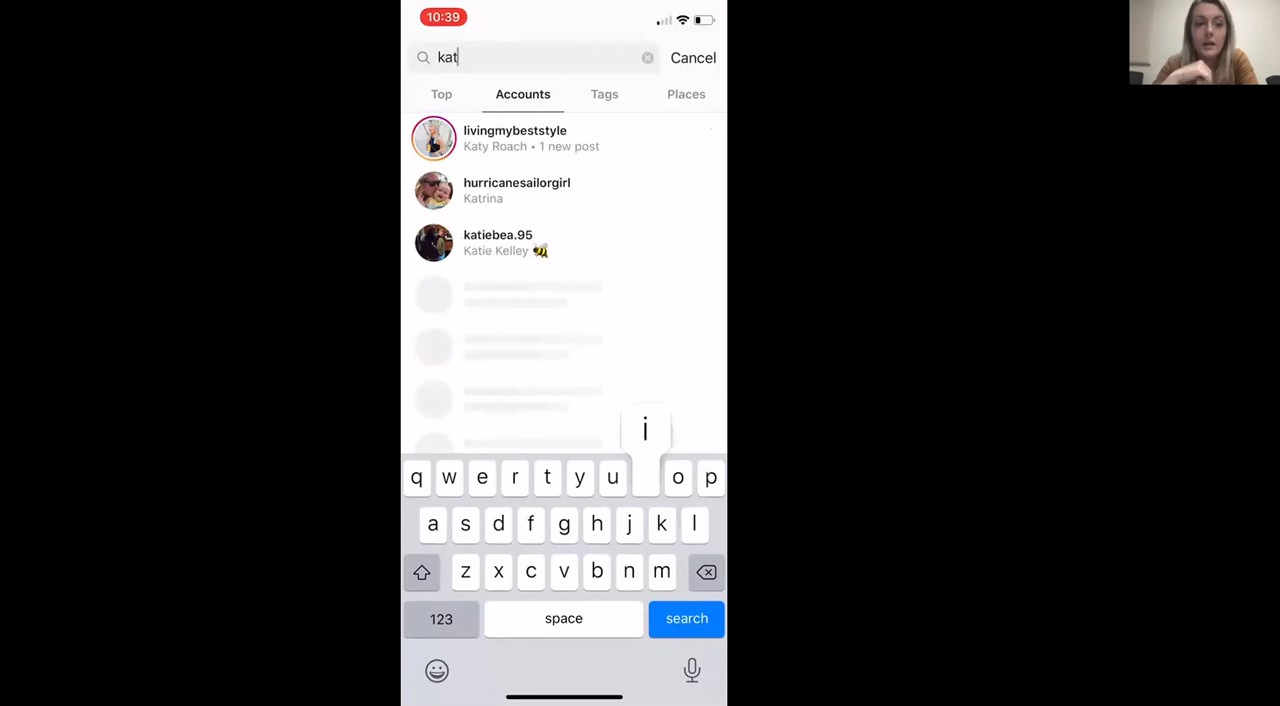 10:39
kat
Cancel
Top Accounts Tags Places
livingmybeststyle
Katy Roach • 1 new post
hurricanesailorgirl
Katrina
katiebea.95
Katie Kelley 🐝
i
q w e r t y u o p
a s d f g h j k l
z x c v b n m
123 space search